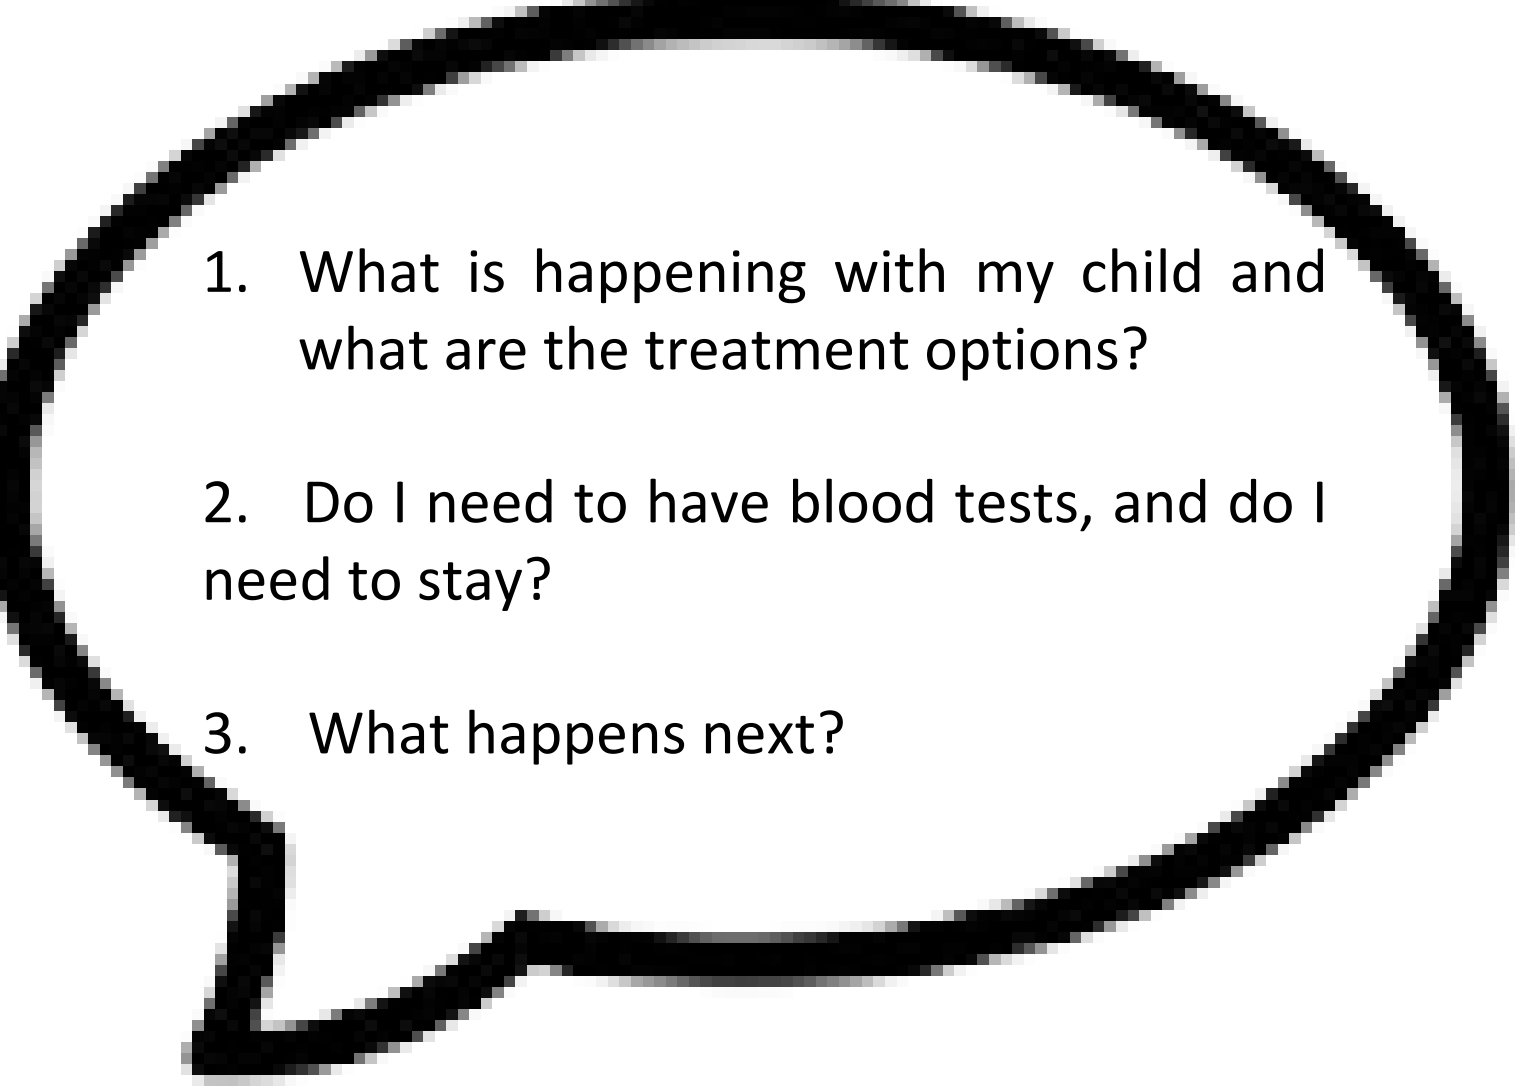 1. What is happening with my child and
what are the treatment options?
2. Do I need to have blood tests, and do I
need to stay?
3. What happens next?